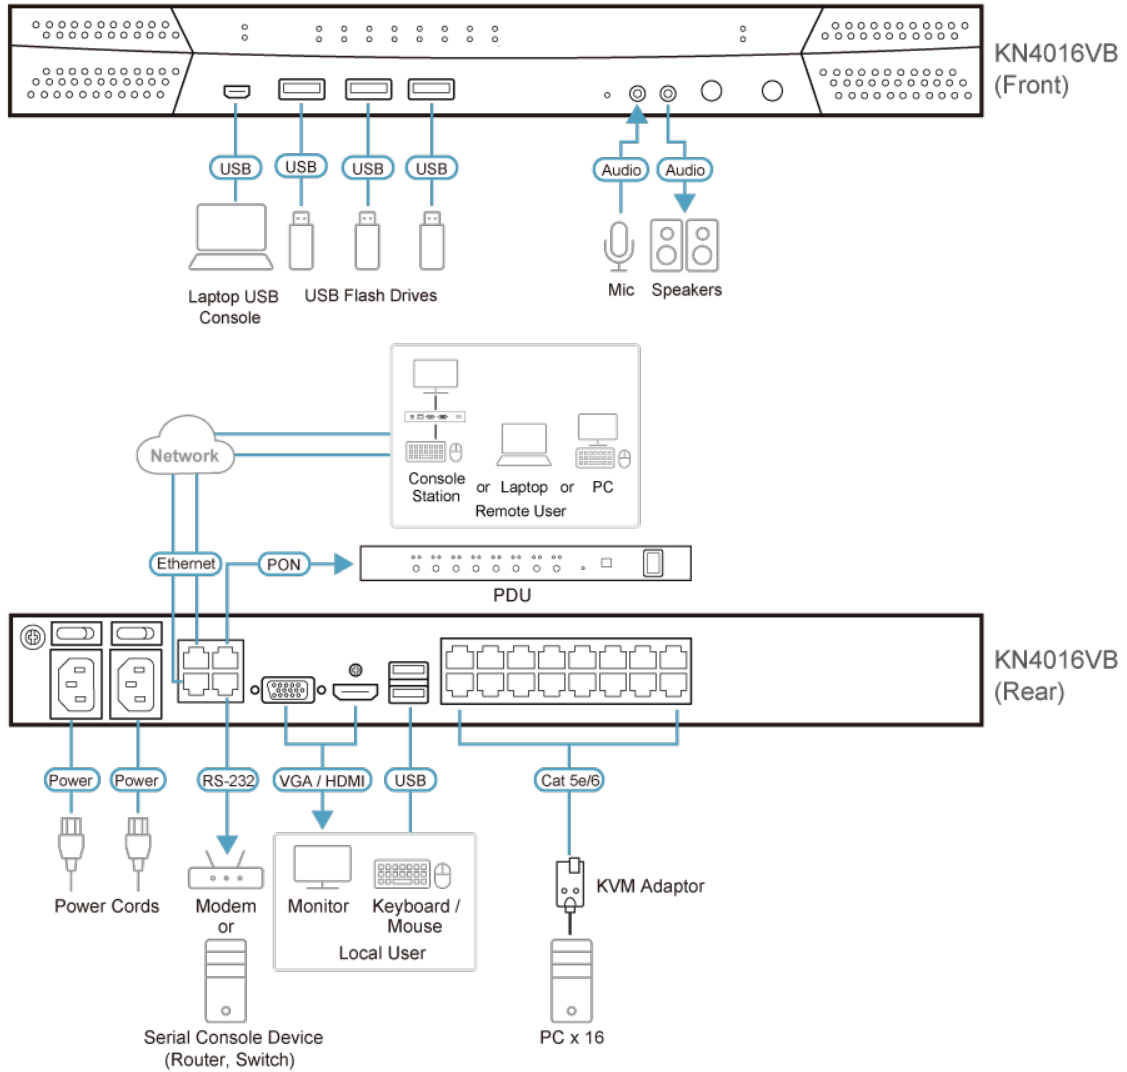 KN4016VB
(Front)
USB
USB
USB
USB
Audio
Audio
Laptop USB
Console
USB Flash Drives
Mic
Speakers
Network
Console
Station
or
Laptop
or
PC
Remote User
Ethernet
PON
PDU
KN4016VB
(Rear)
Power
Power
RS-232
VGA / HDMI
USB
Cat 5e/6
Power Cords
Modem
or
Monitor
Keyboard /
Mouse
Local User
KVM Adaptor
Serial Console Device
(Router, Switch)
PC x 16